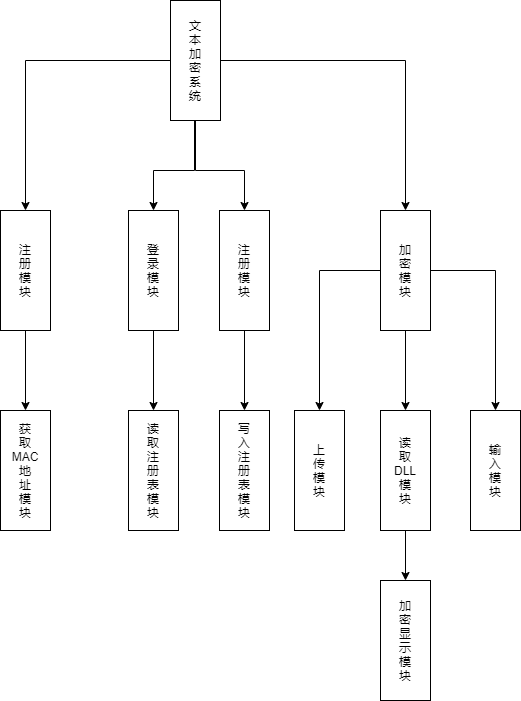 文本加密系统
注册模块
登录模块
注册模块
加密模块
获取MAC地址模块
读取注册表模块
写入注册表模块
上传模块
读取DLL模块
输入模块
加密显示模块